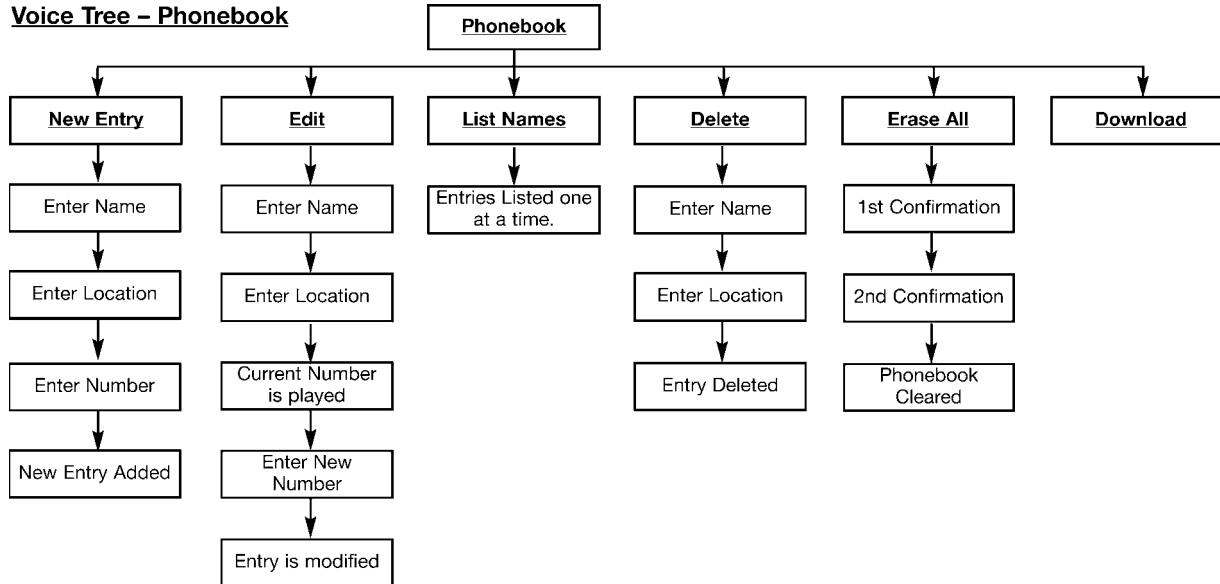 Voice Tree – Phonebook
Phonebook
New Entry
Edit
List Names
Delete
Erase All
Download
Enter Name
Enter Name
Entries Listed one
at a time.
Enter Name
1st Confirmation
Enter Location
Enter Location
Enter Location
2nd Confirmation
Enter Number
Current Number
is played
Entry Deleted
Phonebook
Cleared
New Entry Added
Enter New
Number
Entry is modified